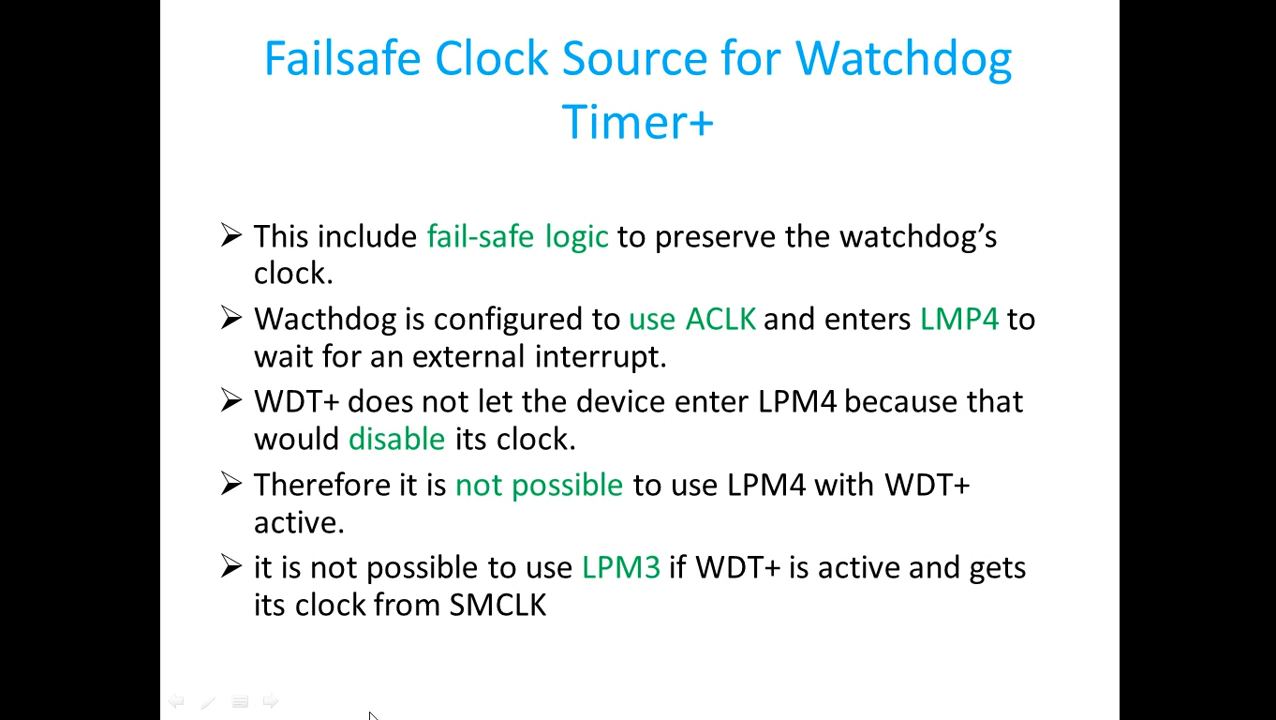 Failsafe Clock Source for Watchdog
Timer+
This include fail-safe logic to preserve the watchdog’s
clock.
Wacthdog is configured to use ACLK and enters LMP4 to
wait for an external interrupt.
WDT+ does not let the device enter LPM4 because that
would disable its clock.
Therefore it is not possible to use LPM4 with WDT+
active.
it is not possible to use LPM3 if WDT+ is active and gets
its clock from SMCLK